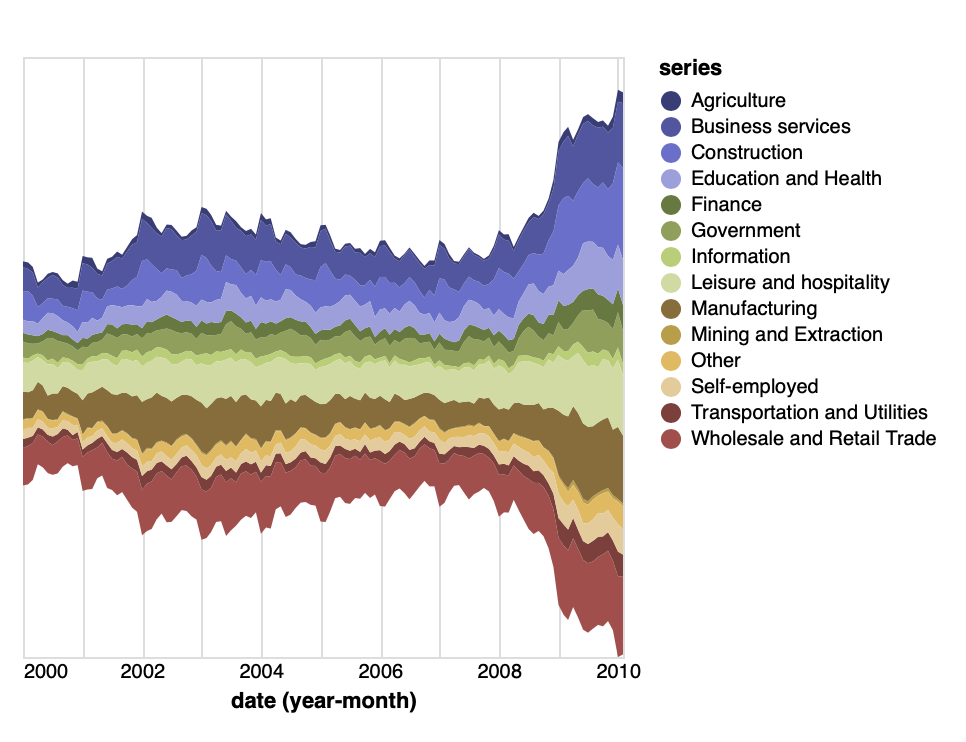 series
Agriculture
Business services
Construction
Education and Health
Finance
Government
Information
Leisure and hospitality
Manufacturing
Mining and Extraction
Other
Self-employed
Transportation and Utilities
Wholesale and Retail Trade
2000 2002 2004 2006 2008 2010
date (year-month)